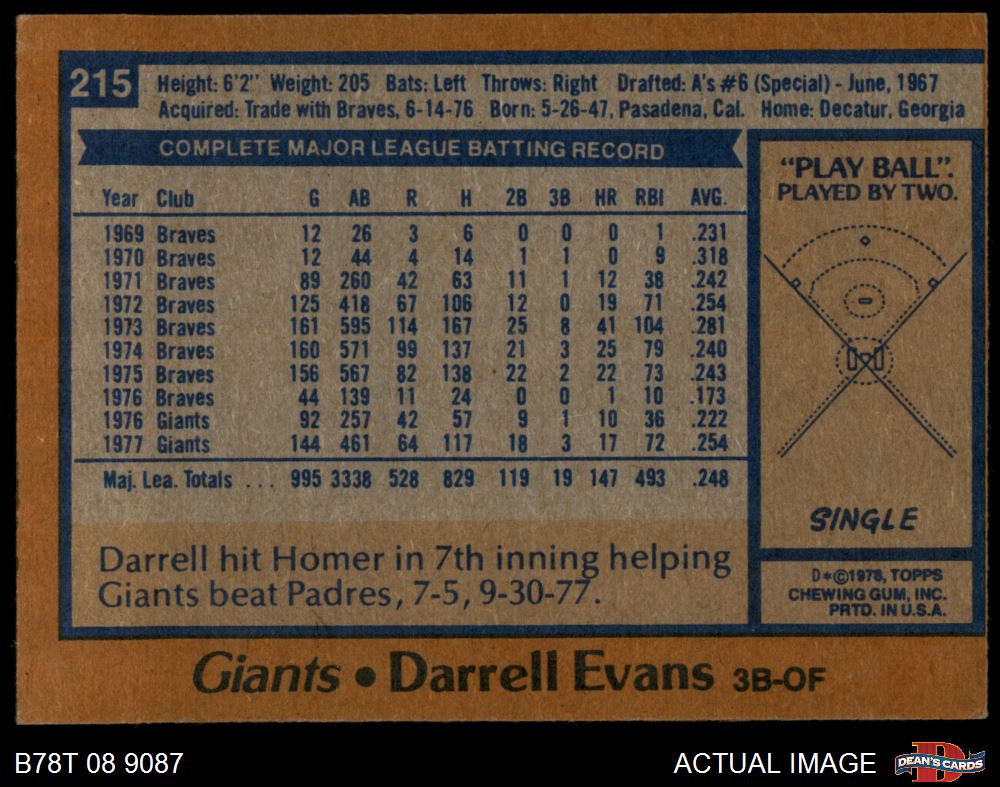 215
Height: 6'2" Weight: 205 Bats: Left Throws: Right Drafted: A's #6 (Special) - June, 1967
Acquired: Trade with Braves, 6-14-76 Born: 5-26-47, Pasadena, Cal. Home: Decatur, Georgia
COMPLETE MAJOR LEAGUE BATTING RECORD
Year Club G AB R H 2B 3B HR RBI AVG.
1969 Braves 12 26 3 6 0 0 0 1 .231
1970 Braves 12 44 4 14 1 1 0 9 .318
1971 Braves 89 260 42 63 11 1 12 38 .242
1972 Braves 125 418 67 106 12 0 19 71 .254
1973 Braves 161 595 114 167 25 8 41 104 .281
1974 Braves 160 571 99 137 21 3 25 79 .240
1975 Braves 156 567 82 138 22 2 22 73 .243
1976 Braves 44 139 11 24 0 0 1 10 .173
1976 Giants 92 257 42 57 9 1 10 36 .222
1977 Giants 144 461 64 117 18 3 17 72 .254
Maj. Lea. Totals ... 995 3338 528 829 119 19 147 493 .248
Darrell hit Homer in 7th inning helping
Giants beat Padres, 7-5, 9-30-77.
"PLAY BALL".
PLAYED BY TWO.
SINGLE
D*©1978, TOPPS
CHEWING GUM, INC.
PRTD. IN U.S.A.
Giants • Darrell Evans 3B-OF
B78T 08 9087
ACTUAL IMAGE
DEAN'S CARDS